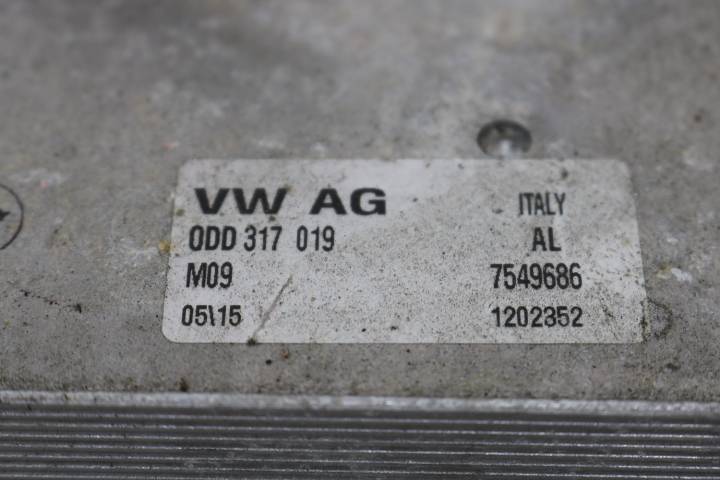 VW AG ITALY
0DD 317 019 AL
M09 7549686
05\15 1202352